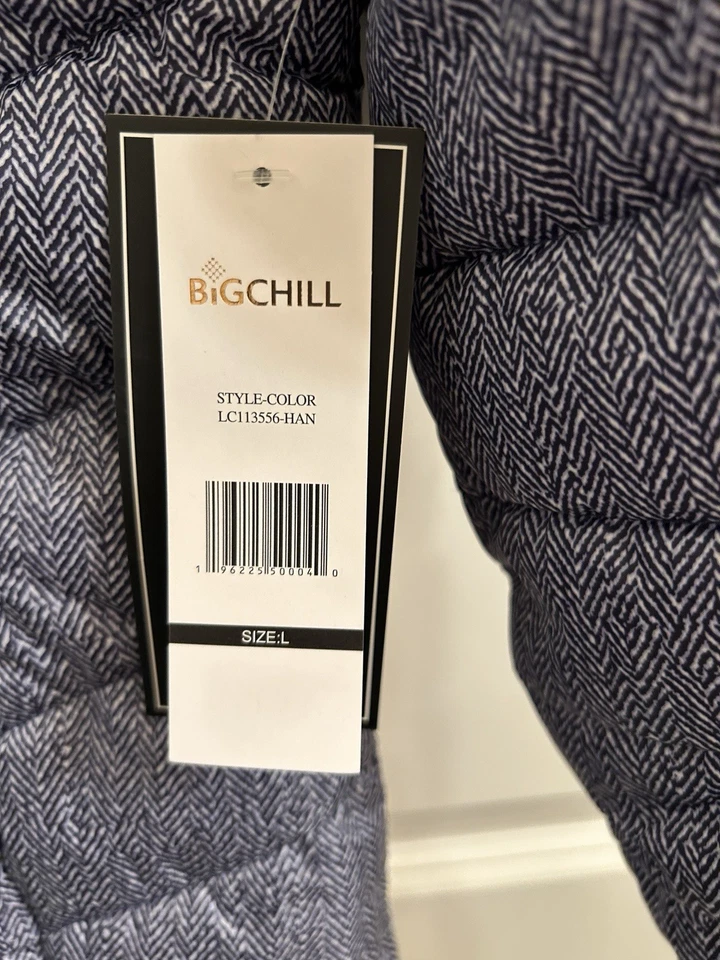 BiGCHILL
STYLE-COLOR
LC113556-HAN
1 96225 50004 0
SIZE:L